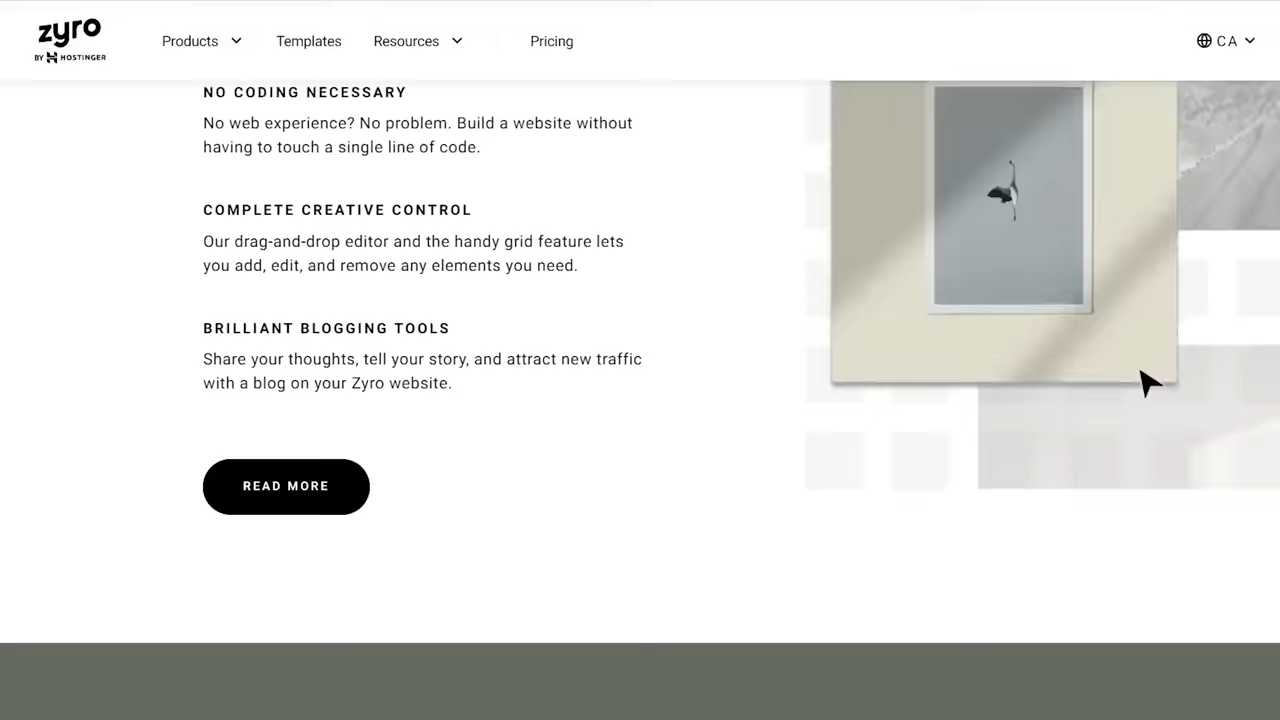 zyro
BY HOSTINGER
Products
Templates
Resources
Pricing
CA
NO CODING NECESSARY
No web experience? No problem. Build a website without
having to touch a single line of code.
COMPLETE CREATIVE CONTROL
Our drag-and-drop editor and the handy grid feature lets
you add, edit, and remove any elements you need.
BRILLIANT BLOGGING TOOLS
Share your thoughts, tell your story, and attract new traffic
with a blog on your Zyro website.
READ MORE